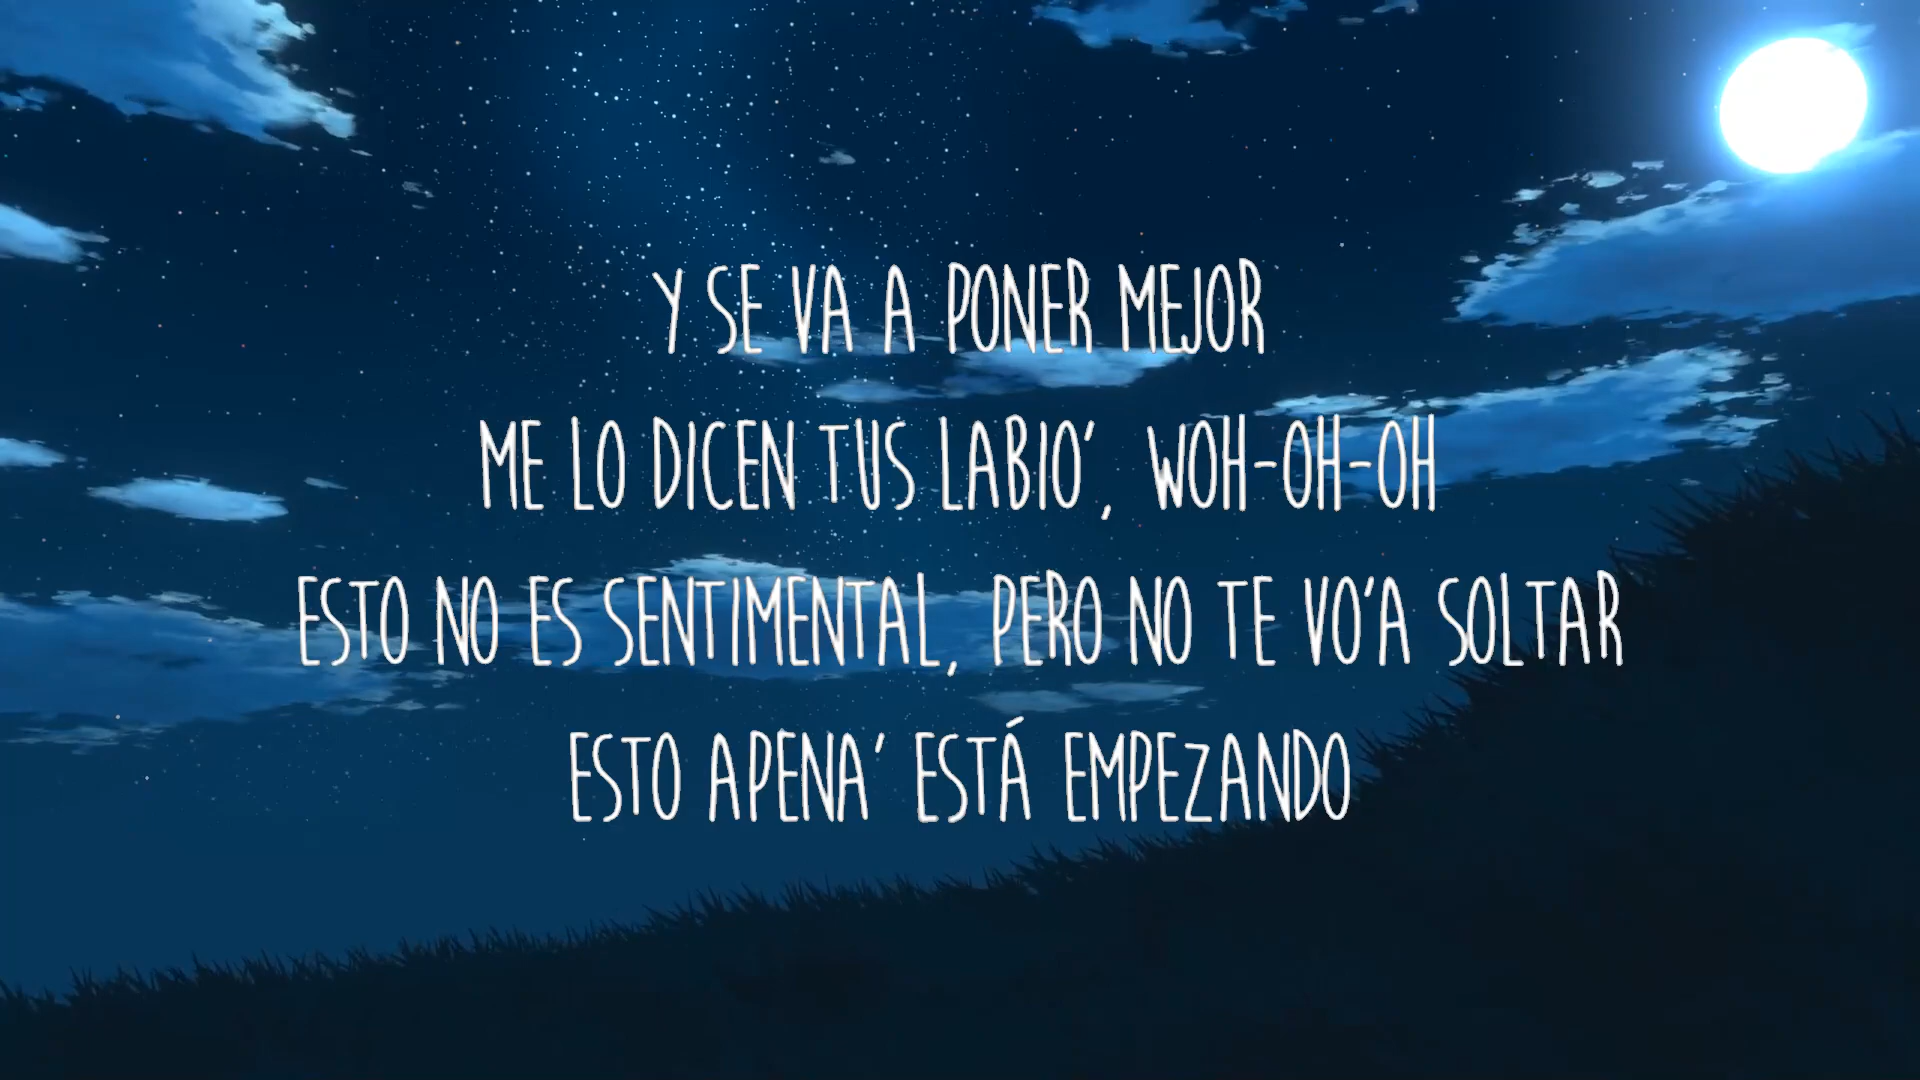 Y SE VA A PONER MEJOR
ME LO DICEN TUS LABIO', WOH-OH-OH
ESTO NO ES SENTIMENTAL, PERO NO TE VO'A SOLTAR
ESTO APENA' ESTÁ EMPEZANDO